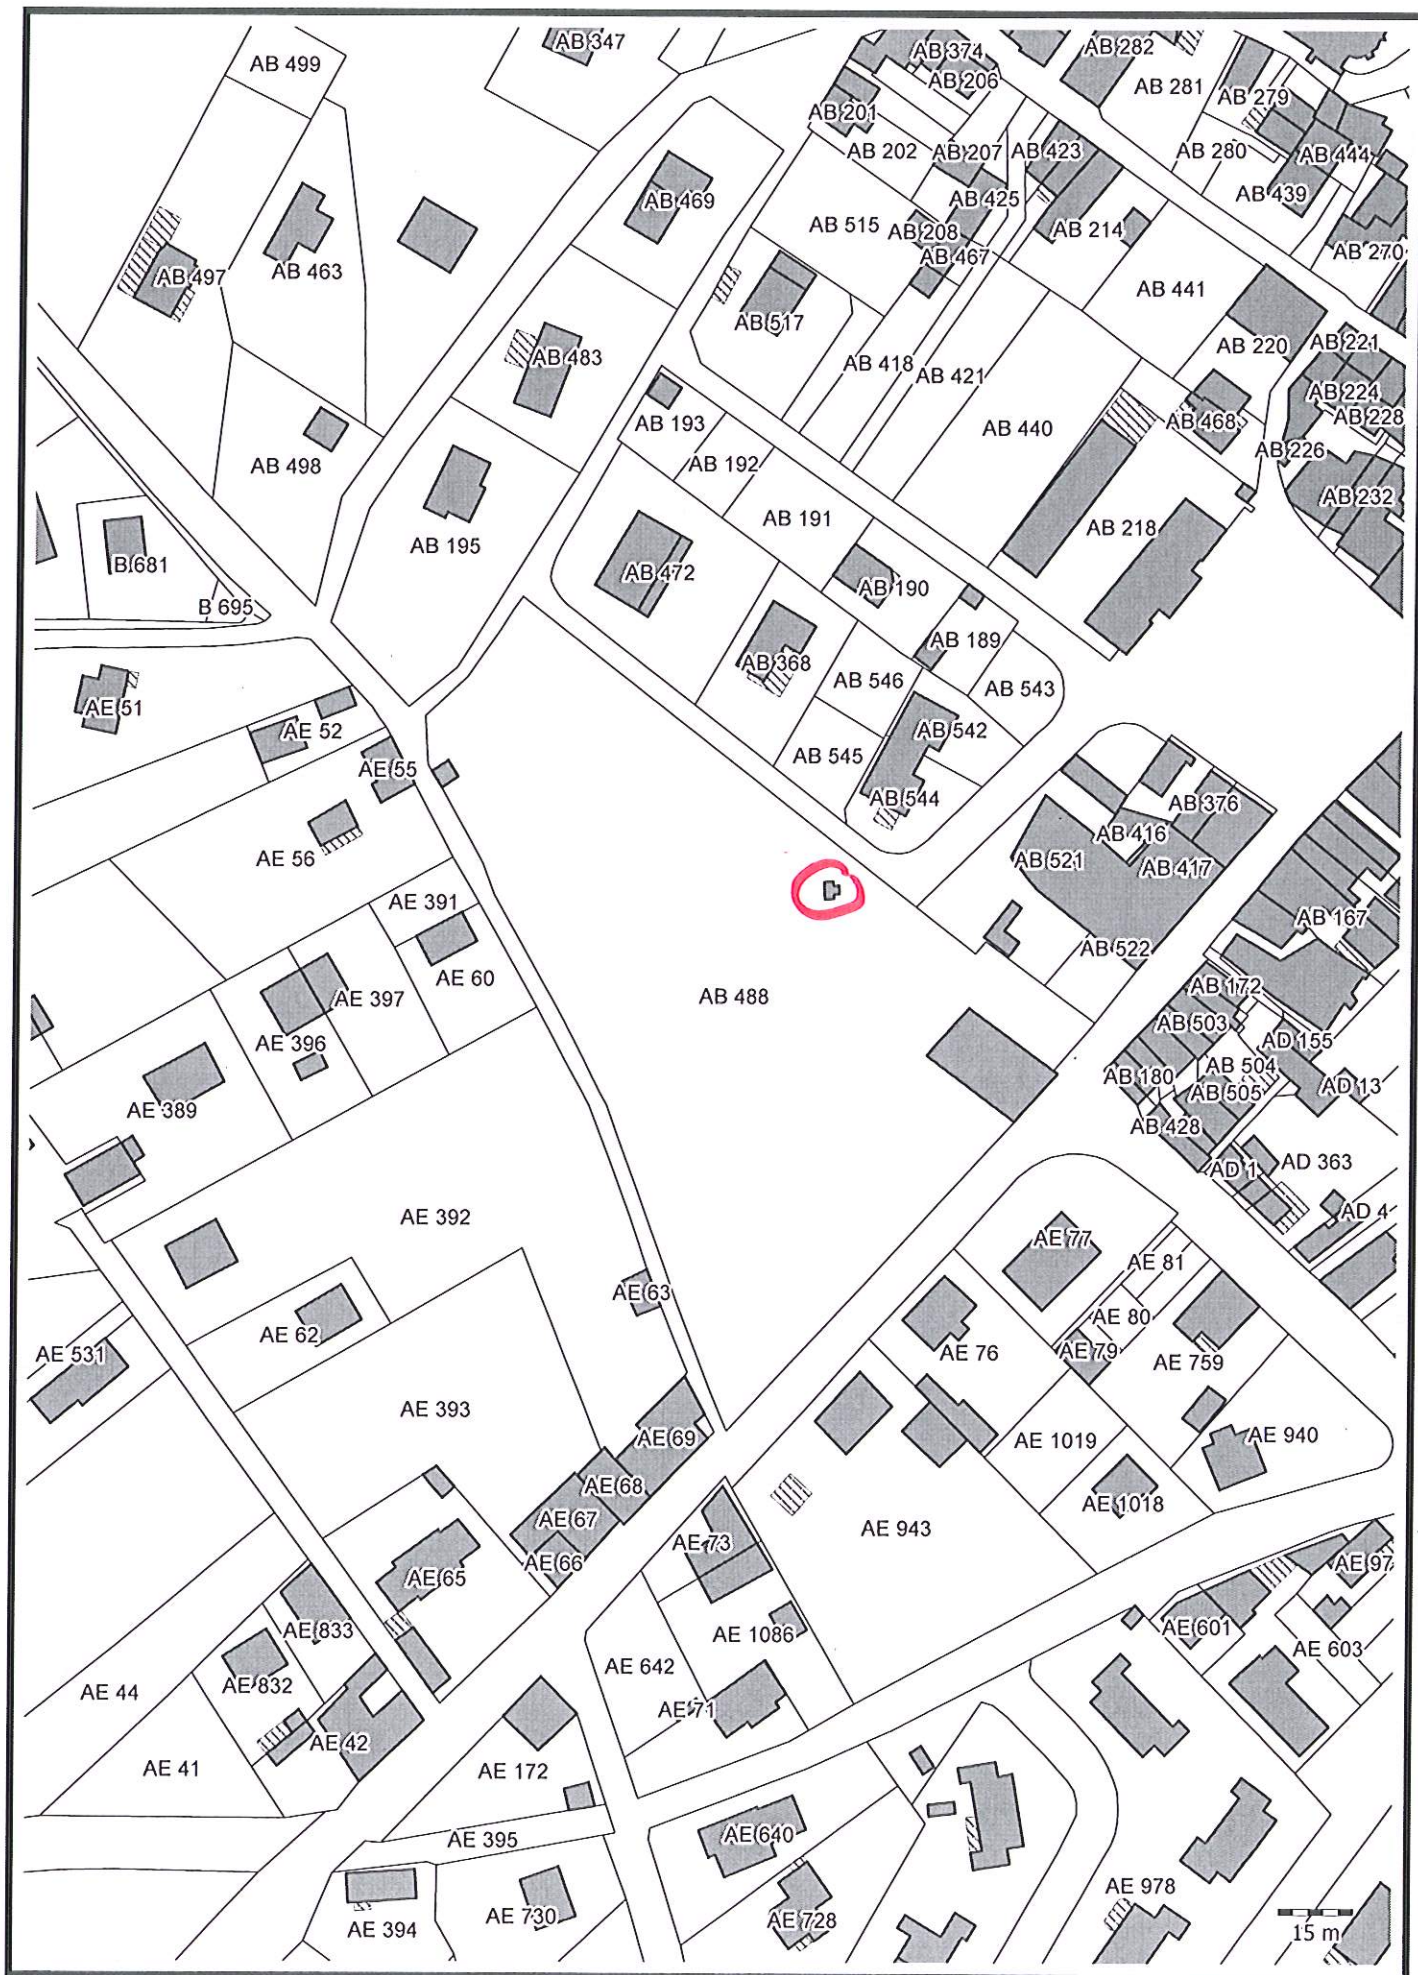 AB 347
AB 499
AB 374
AB 282
AB 206
AB 281
AB 279
AB 201
AB 202
AB 207
AB 423
AB 280
AB 444
AB 439
AB 469
AB 425
AB 515
AB 208
AB 214
AB 467
AB 270
AB 463
AB 497
AB 441
AB 517
AB 220
AB 221
AB 483
AB 418
AB 421
AB 224
AB 228
AB 193
AB 440
AB 468
AB 226
AB 498
AB 192
AB 232
AB 191
AB 218
AB 195
B 681
AB 472
AB 190
B 695
AB 189
AB 368
AB 546
AB 543
AE 51
AE 52
AB 542
AB 545
AE 55
AB 544
AB 376
AB 416
AE 56
AB 521
AB 417
AE 391
AB 167
AB 522
AE 60
AE 397
AB 488
AB 172
AB 503
AE 396
AD 155
AB 504
AB 180
AB 505
AD 13
AE 389
AB 428
AD 1
AD 363
AD 4
AE 392
AE 77
AE 81
AE 63
AE 80
AE 62
AE 79
AE 76
AE 759
AE 531
AE 393
AE 69
AE 1019
AE 940
AE 68
AE 1018
AE 67
AE 943
AE 73
AE 66
AE 65
AE 97
AE 833
AE 601
AE 1086
AE 603
AE 642
AE 832
AE 44
AE 71
AE 42
AE 41
AE 172
AE 395
AE 640
AE 978
AE 730
AE 728
AE 394
15 m